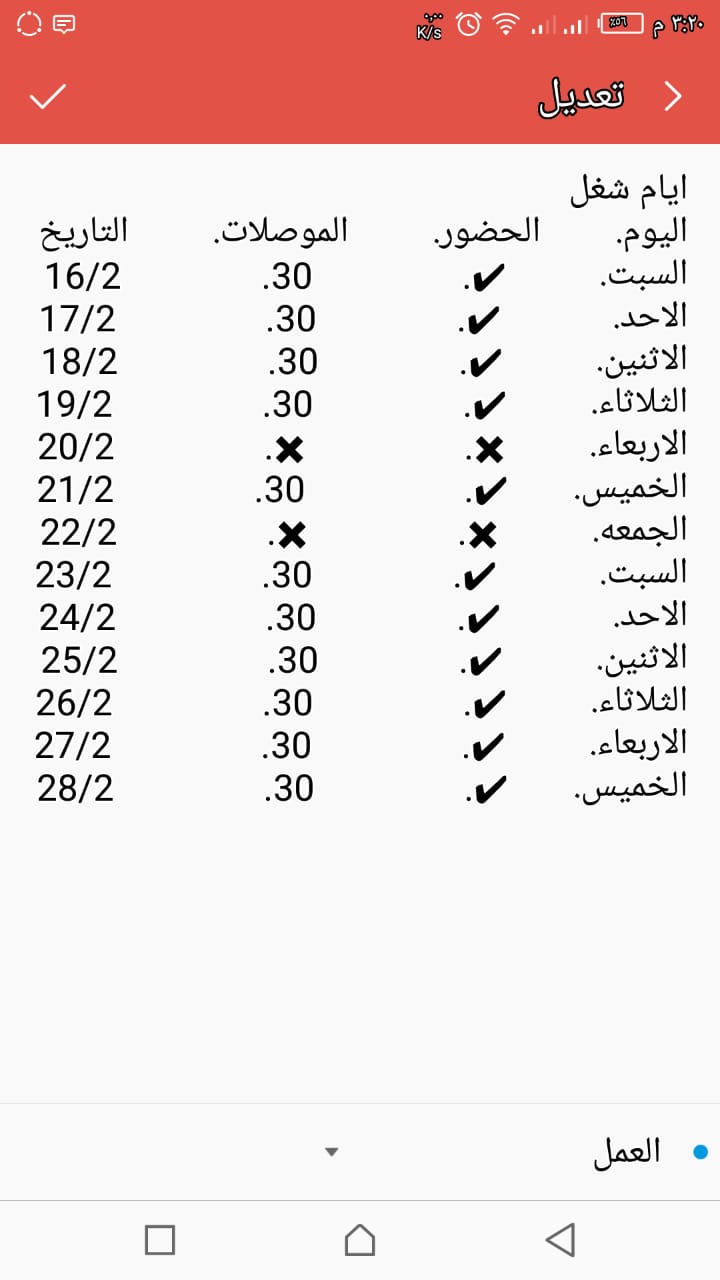 ٣:٢٠ م ٥٦٪ K/s
تعديل
ايام شغل
اليوم. الحضور. الموصلات. التاريخ
السبت. ✔. 30. 16/2
الاحد. ✔. 30. 17/2
الاثنين. ✔. 30. 18/2
الثلاثاء. ✔. 30. 19/2
الاربعاء. ✖. ✖. 20/2
الخميس. ✔. 30. 21/2
الجمعه. ✖. ✖. 22/2
السبت. ✔. 30. 23/2
الاحد. ✔. 30. 24/2
الاثنين. ✔. 30. 25/2
الثلاثاء. ✔. 30. 26/2
الاربعاء. ✔. 30. 27/2
الخميس. ✔. 30. 28/2
العمل